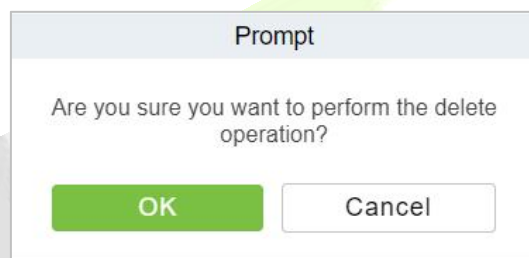 Prompt
Are you sure you want to perform the delete
operation?
OK
Cancel